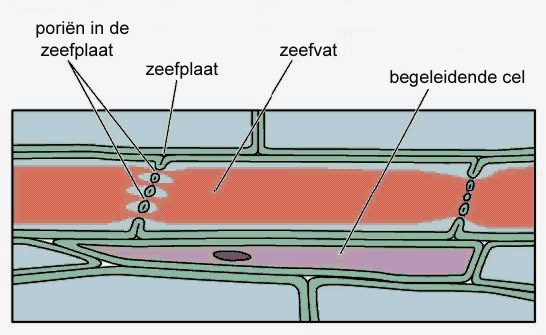 poriën in de
zeefplaat
zeefplaat
zeefvat
begeleidende cel